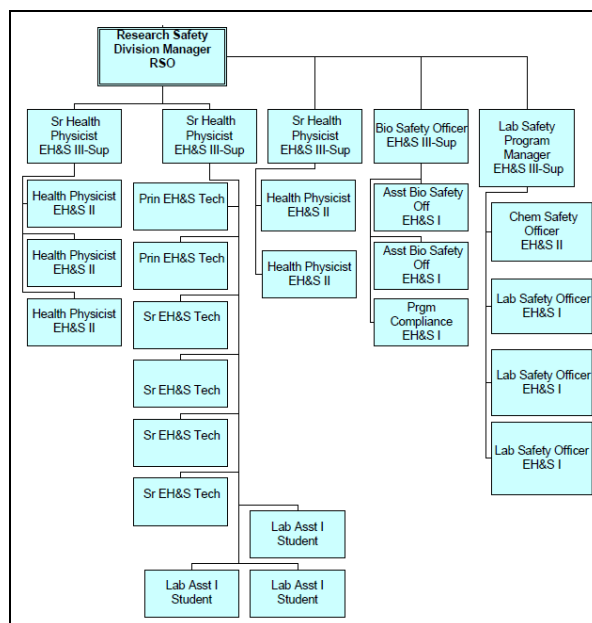 Research Safety
Division Manager
RSO
Sr Health
Physicist
EH&S III-Sup
Sr Health
Physicist
EH&S III-Sup
Sr Health
Physicist
EH&S III-Sup
Bio Safety Officer
EH&S III-Sup
Lab Safety
Program
Manager
EH&S III-Sup
Health Physicist
EH&S II
Health Physicist
EH&S II
Health Physicist
EH&S II
Prin EH&S Tech
Prin EH&S Tech
Sr EH&S Tech
Sr EH&S Tech
Sr EH&S Tech
Sr EH&S Tech
Lab Asst I
Student
Lab Asst I
Student
Lab Asst I
Student
Health Physicist
EH&S II
Health Physicist
EH&S II
Asst Bio Safety
Off
EH&S I
Asst Bio Safety
Off
EH&S I
Prgm
Compliance
EH&S I
Chem Safety
Officer
EH&S II
Lab Safety Officer
EH&S I
Lab Safety Officer
EH&S I
Lab Safety Officer
EH&S I